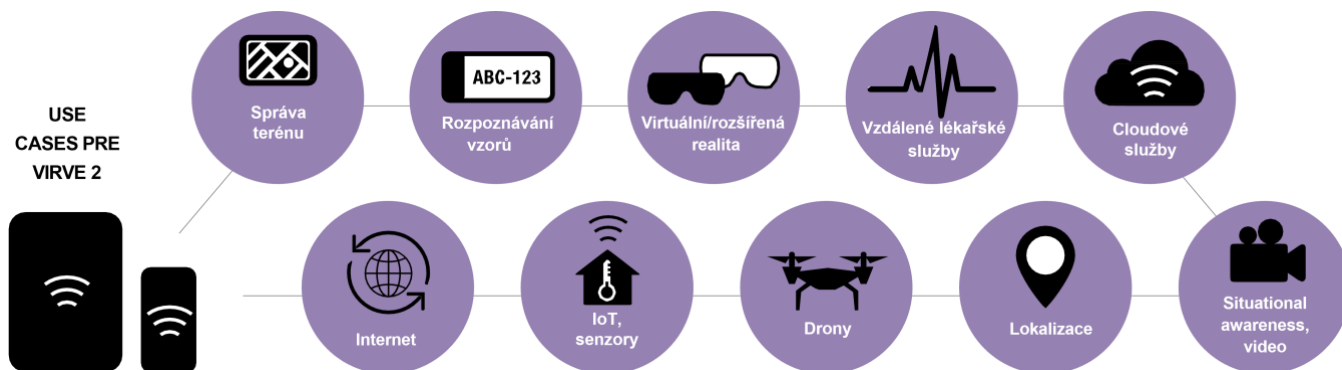 USE
CASES PRE
VIRVE 2
Správa
terénu
ABC-123
Rozpoznávání
vzorů
Virtuální/rozšířená
realita
Vzdálené lékařské
služby
Cloudové
služby
Internet
IoT,
senzory
Drony
Lokalizace
Situational
awareness,
video